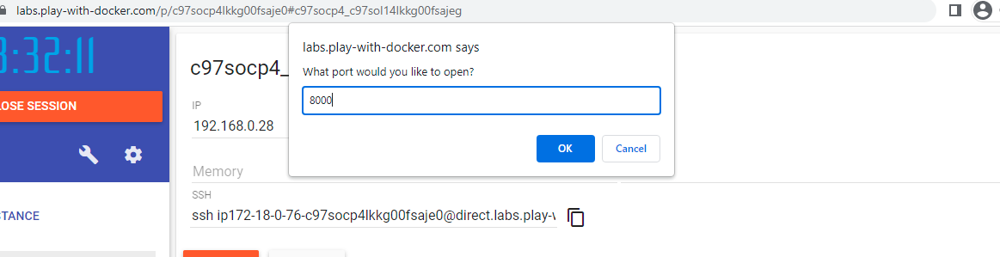 labs.play-with-docker.com/p/c97socp4lkkg00fsaje0#c97socp4_c97sol14lkkg00fsajeg
3:32:11
LOSE SESSION
TANCE
c97socp4_
IP
192.168.0.28
Memory
SSH
ssh ip172-18-0-76-c97socp4lkkg00fsaje0@direct.labs.play-w
labs.play-with-docker.com says
What port would you like to open?
8000
OK
Cancel